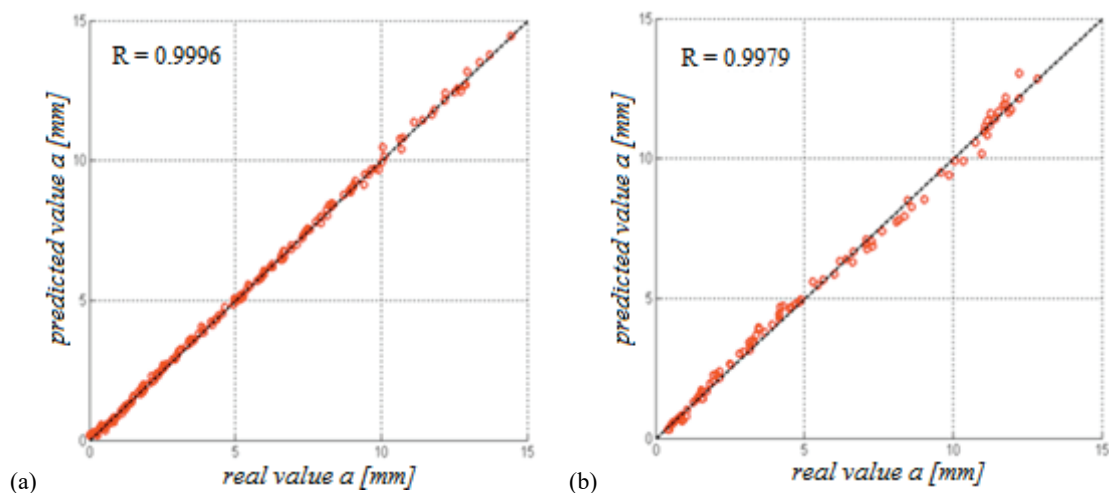 15
R = 0.9996
10
5
0
predicted value a [mm]
0 5 10 15
real value a [mm]
(a)
15
R = 0.9979
10
5
0
predicted value a [mm]
0 5 10 15
real value a [mm]
(b)